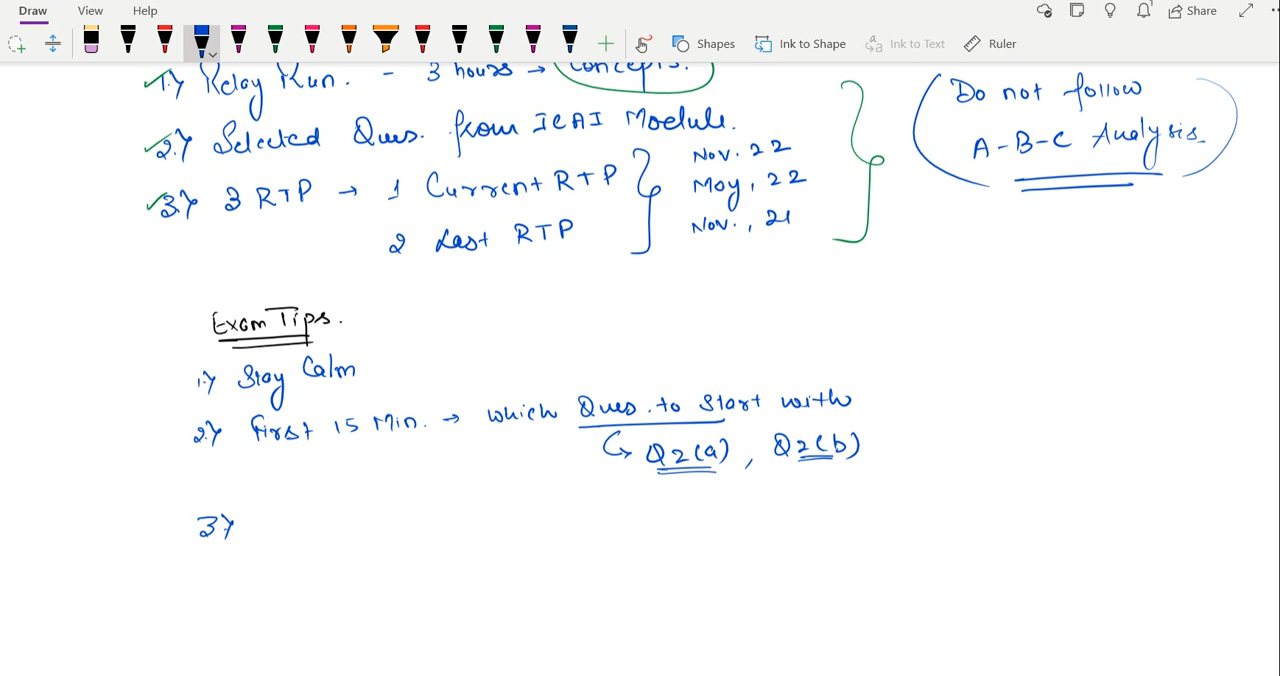 Draw View Help
Share
Shapes Ink to Shape Ink to Text Ruler
1.) Relay Run. - 3 hours → Concepts.
2.) Selected Ques. from ICAI Module.
3.) 3 RTP → 1 Current RTP
2 Last RTP
Nov. 22
May, 22
Nov., 21
Do not follow
A-B-C Analysis.
Exam Tips.
1.) Stay Calm
2.) First 15 Min. → which Ques. to Start with
↳ Q2(a), Q2(b)
3)